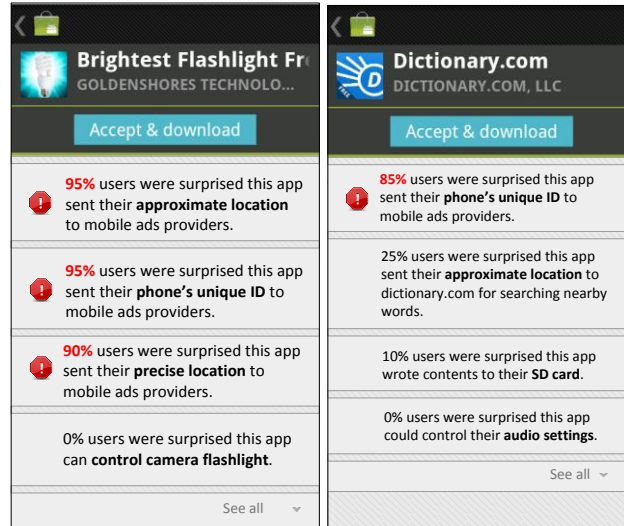 Brightest Flashlight Fr
GOLDENSHORES TECHNOLO...
Accept & download
95% users were surprised this app
sent their approximate location
to mobile ads providers.
95% users were surprised this app
sent their phone's unique ID to
mobile ads providers.
90% users were surprised this app
sent their precise location to
mobile ads providers.
0% users were surprised this app
can control camera flashlight.
See all
Dictionary.com
DICTIONARY.COM, LLC
FREE
Accept & download
85% users were surprised this app
sent their phone's unique ID to
mobile ads providers.
25% users were surprised this app
sent their approximate location to
dictionary.com for searching nearby
words.
10% users were surprised this app
wrote contents to their SD card.
0% users were surprised this app
could control their audio settings.
See all